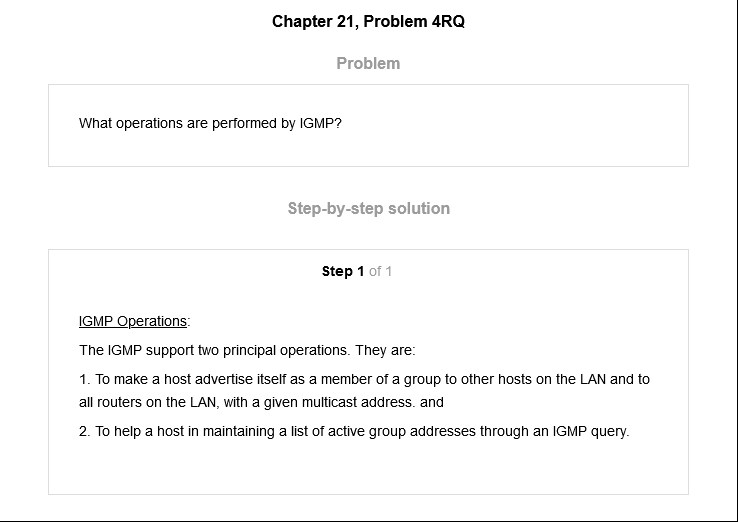 Chapter 21, Problem 4RQ
Problem
What operations are performed by IGMP?
Step-by-step solution
Step 1 of 1
IGMP Operations:
The IGMP support two principal operations. They are:
1. To make a host advertise itself as a member of a group to other hosts on the LAN and to
all routers on the LAN, with a given multicast address. and
2. To help a host in maintaining a list of active group addresses through an IGMP query.